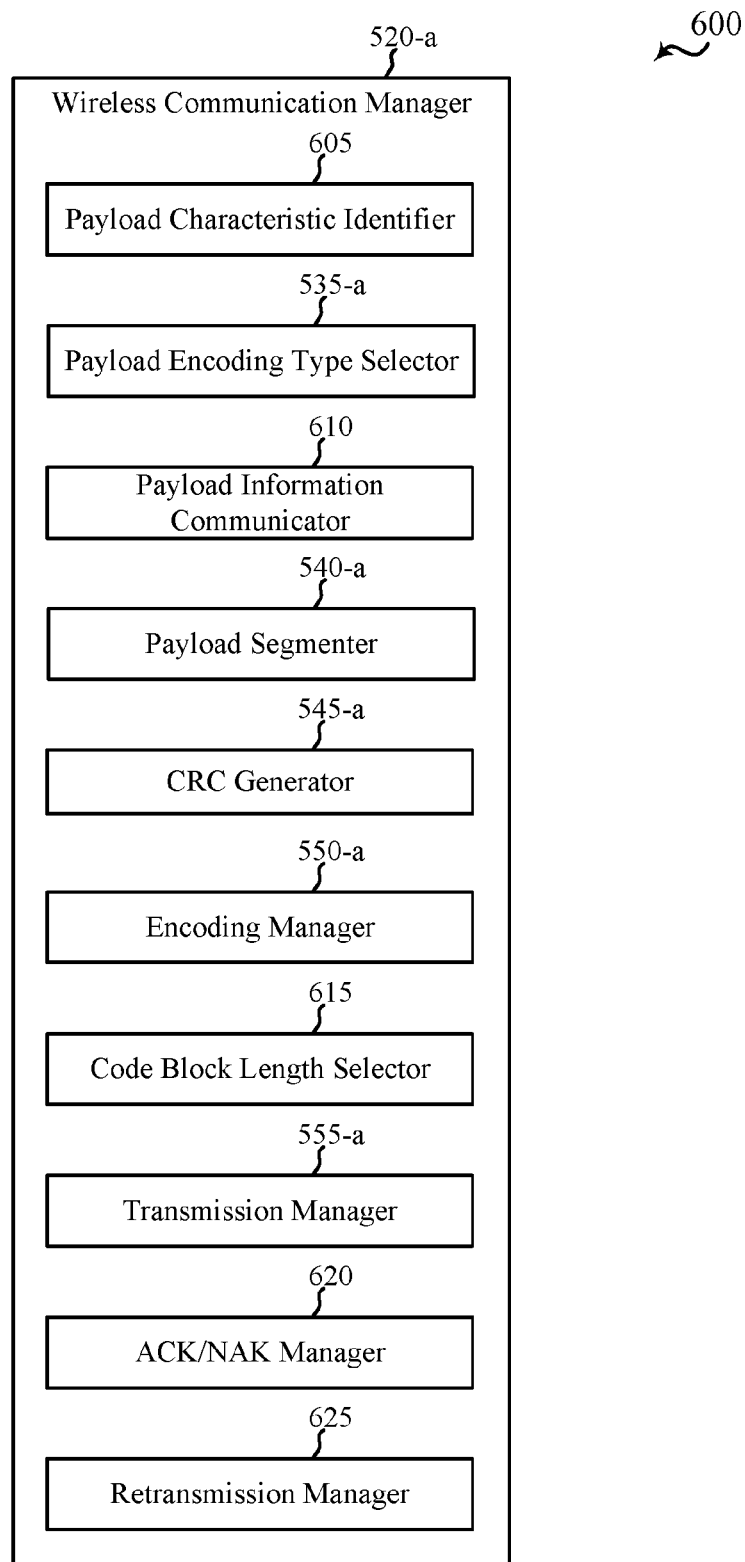 600
520-a
Wireless Communication Manager
605
Payload Characteristic Identifier
535-a
Payload Encoding Type Selector
610
Payload Information
Communicator
540-a
Payload Segmenter
545-a
CRC Generator
550-a
Encoding Manager
615
Code Block Length Selector
555-a
Transmission Manager
620
ACK/NAK Manager
625
Retransmission Manager